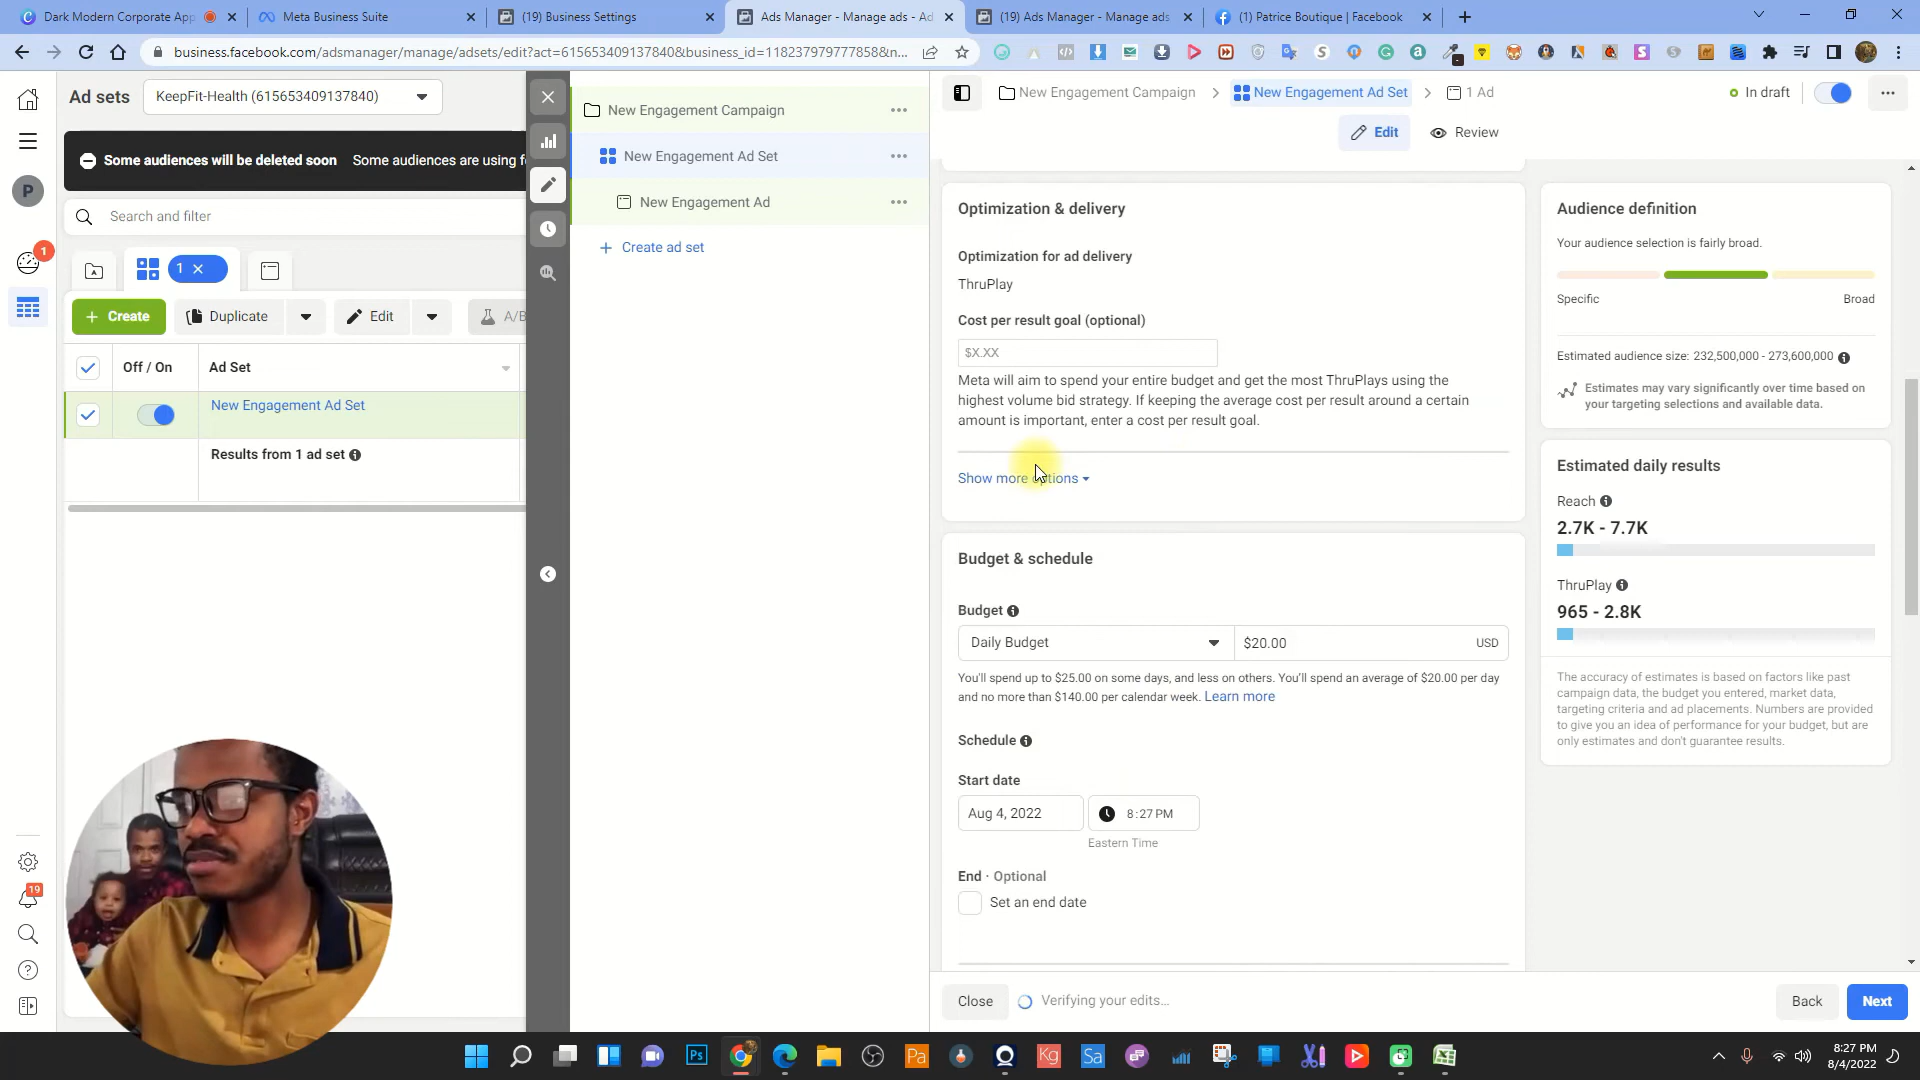 Dark Modern Corporate App
Meta Business Suite
(19) Business Settings
Ads Manager - Manage ads - Ad
(19) Ads Manager - Manage ads
(1) Patrice Boutique | Facebook
business.facebook.com/adsmanager/manage/adsets/edit?act=615653409137840&business_id=118237979777858&n...
Ad sets
KeepFit-Health (615653409137840)
Some audiences will be deleted soon Some audiences are using f
P
Search and filter
1
1
Create
Duplicate
Edit
A/B
Off / On
Ad Set
New Engagement Ad Set
Results from 1 ad set
19
New Engagement Campaign
New Engagement Ad Set
New Engagement Ad
Create ad set
New Engagement Campaign
New Engagement Ad Set
1 Ad
In draft
Edit
Review
Optimization & delivery
Optimization for ad delivery
ThruPlay
Cost per result goal (optional)
$X.XX
Meta will aim to spend your entire budget and get the most ThruPlays using the
highest volume bid strategy. If keeping the average cost per result around a certain
amount is important, enter a cost per result goal.
Show more options
Budget & schedule
Budget
Daily Budget
$20.00
USD
You'll spend up to $25.00 on some days, and less on others. You'll spend an average of $20.00 per day
and no more than $140.00 per calendar week. Learn more
Schedule
Start date
Aug 4, 2022
8:27 PM
Eastern Time
End · Optional
Set an end date
Close
Verifying your edits...
Back
Next
Audience definition
Your audience selection is fairly broad.
Specific
Broad
Estimated audience size: 232,500,000 - 273,600,000
Estimates may vary significantly over time based on
your targeting selections and available data.
Estimated daily results
Reach
2.7K - 7.7K
ThruPlay
965 - 2.8K
The accuracy of estimates is based on factors like past
campaign data, the budget you entered, market data,
targeting criteria and ad placements. Numbers are provided
to give you an idea of performance for your budget, but are
only estimates and don't guarantee results.
Ps
Pa
Kg
Sa
8:27 PM
8/4/2022